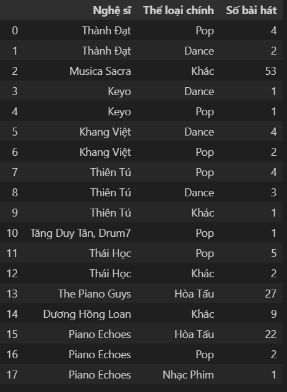 Nghệ sĩ Thể loại chính Số bài hát
0 Thành Đạt Pop 4
1 Thành Đạt Dance 2
2 Musica Sacra Khác 53
3 Keyo Dance 1
4 Keyo Pop 1
5 Khang Việt Dance 4
6 Khang Việt Pop 2
7 Thiên Tú Pop 4
8 Thiên Tú Dance 3
9 Thiên Tú Khác 1
10 Tăng Duy Tân, Drum7 Pop 1
11 Thái Học Pop 5
12 Thái Học Khác 2
13 The Piano Guys Hòa Tấu 27
14 Dương Hồng Loan Khác 9
15 Piano Echoes Hòa Tấu 22
16 Piano Echoes Pop 2
17 Piano Echoes Nhạc Phim 1